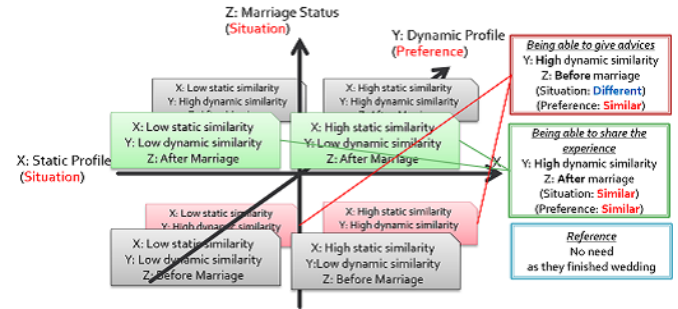 Z: Marriage Status
(Situation)
Y: Dynamic Profile
(Preference)
X: Static Profile
(Situation)
X
X: Low static similarity
Y: High dynamic similarity
Z: After Marriage
X: High static similarity
Y: High dynamic similarity
Z: After Marriage
X: Low static similarity
Y: Low dynamic similarity
Z: After Marriage
X: High static similarity
Y: Low dynamic similarity
Z: After Marriage
X: Low static similarity
Y: High dynamic similarity
X: High static similarity
Y: High dynamic similarity
X: Low static similarity
Y: Low dynamic similarity
Z: Before Marriage
X: High static similarity
Y:Low dynamic similarity
Z: Before Marriage
Being able to give advices
Y: High dynamic similarity
Z: Before marriage
(Situation: Different)
(Preference: Similar)
Being able to share the
experience
Y: High dynamic similarity
Z: After marriage
(Situation: Similar)
(Preference: Similar)
Reference
No need
as they finished wedding